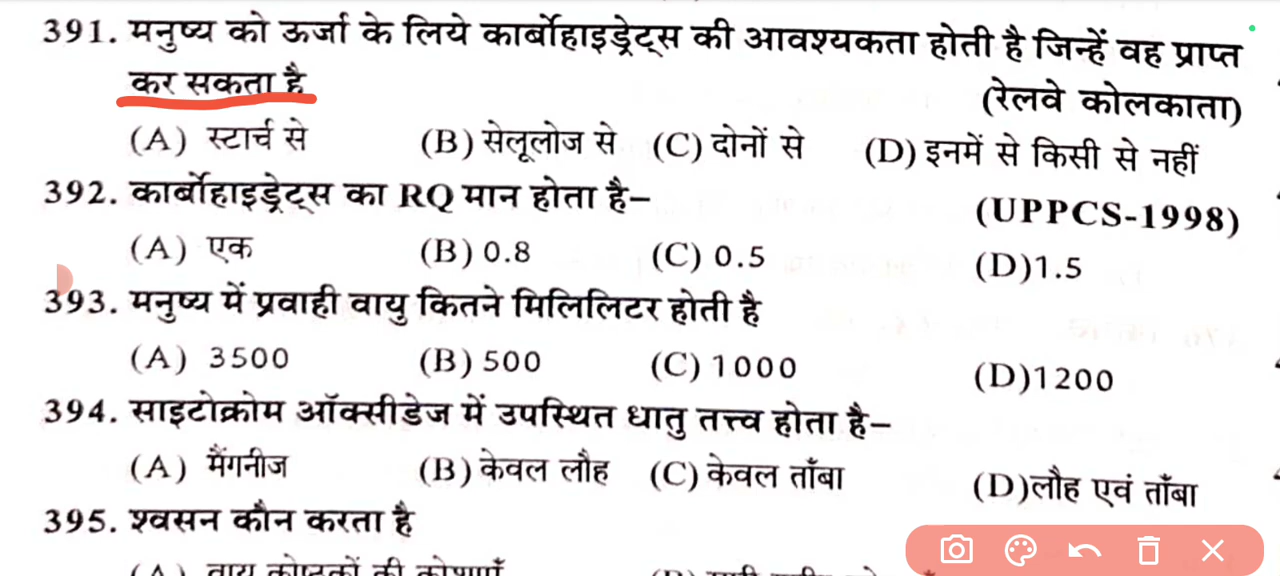 391. मनुष्य को ऊर्जा के लिये कार्बोहाइड्रेट्स की आवश्यकता होती है जिन्हें वह प्राप्त
कर सकता है (रेलवे कोलकाता)
(A) स्टार्च से (B) सेलूलोज से (C) दोनों से (D) इनमें से किसी से नहीं
392. कार्बोहाइड्रेट्स का RQ मान होता है– (UPPCS-1998)
(A) एक (B) 0.8 (C) 0.5 (D)1.5
393. मनुष्य में प्रवाही वायु कितने मिलिलिटर होती है
(A) 3500 (B) 500 (C) 1000 (D)1200
394. साइटोक्रोम ऑक्सीडेज में उपस्थित धातु तत्त्व होता है–
(A) मैंगनीज (B) केवल लौह (C) केवल ताँबा (D)लौह एवं ताँबा
395. श्वसन कौन करता है
(A)